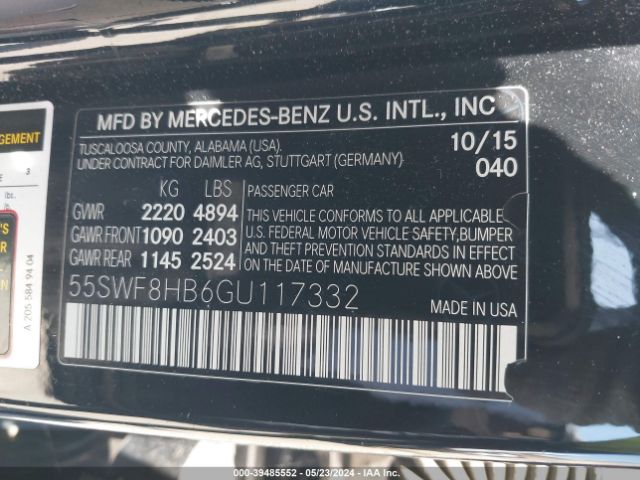 MFD BY MERCEDES-BENZ U.S. INTL., INC
TUSCALOOSA COUNTY, ALABAMA (USA). 10/15
UNDER CONTRACT FOR DAIMLER AG, STUTTGART (GERMANY) 040
KG LBS PASSENGER CAR
GVWR 2220 4894 THIS VEHICLE CONFORMS TO ALL APPLICABLE
GAWR FRONT 1090 2403 U.S. FEDERAL MOTOR VEHICLE SAFETY,BUMPER
GAWR REAR 1145 2524 AND THEFT PREVENTION STANDARDS IN EFFECT
ON THE DATE OF MANUFACTURE SHOWN ABOVE
55SWF8HB6GU117332 MADE IN USA
GEMENT
3
lbs.
lbs.
A 205 584 94 04
000-39485552 - 05/23/2024 - IAA Inc.